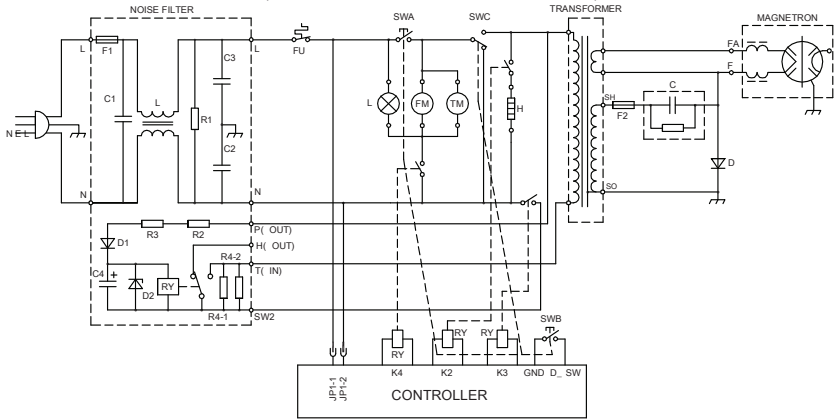 NOISE FILTER
SWA
SWC
TRANSFORMER
MAGNETRON
L
F1
L
FU
FA
F
C3
C1
L
R1
L
FM
TM
H
SH
C
F2
N E L
C2
D
N
N
SO
P( OUT)
R3
R2
D1
H( OUT)
R4-2
T( IN)
C4
+
D2
RY
R4-1
SW2
SWB
RY
RY
RY
JP1-1
JP1-2
K4
K2
K3
GND
D_ SW
CONTROLLER